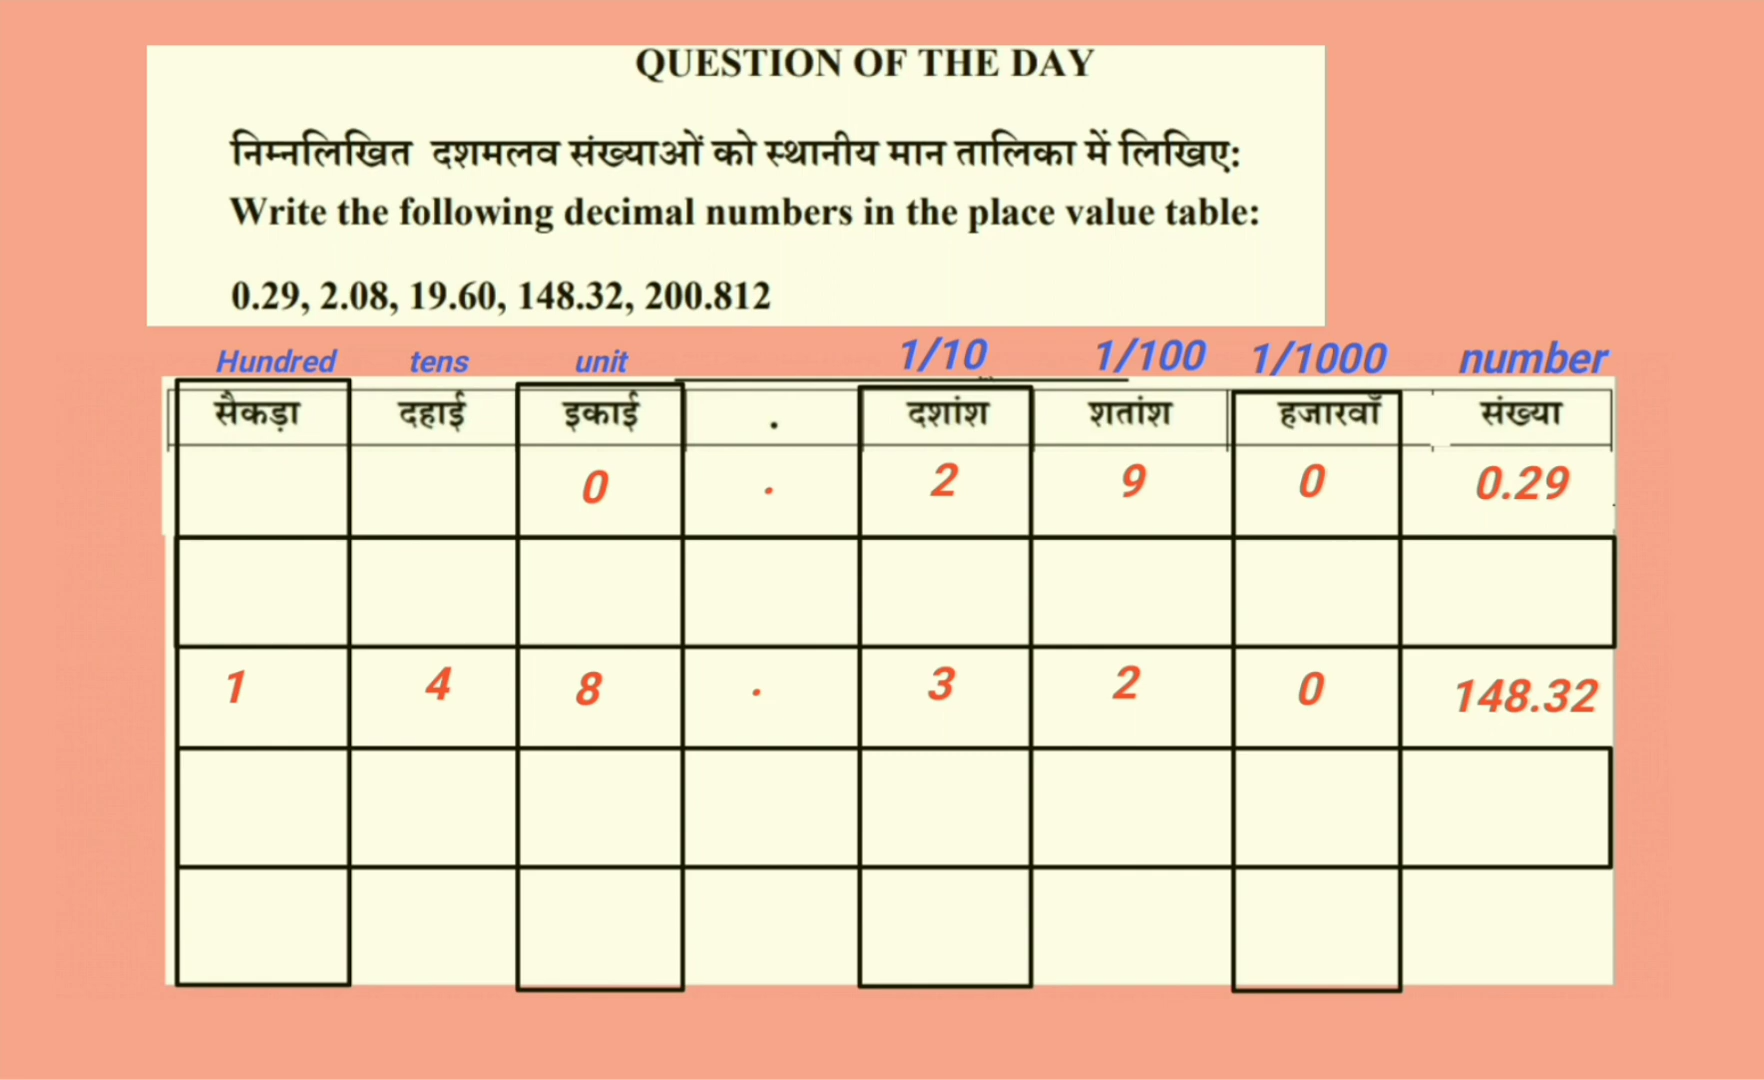 QUESTION OF THE DAY
निम्नलिखित दशमलव संख्याओं को स्थानीय मान तालिका में लिखिए:
Write the following decimal numbers in the place value table:
0.29, 2.08, 19.60, 148.32, 200.812
Hundred tens unit 1/10 1/100 1/1000 number
सैकड़ा दहाई इकाई . दशांश शतांश हजारवाँ संख्या
0 . 2 9 0 0.29
1 4 8 . 3 2 0 148.32